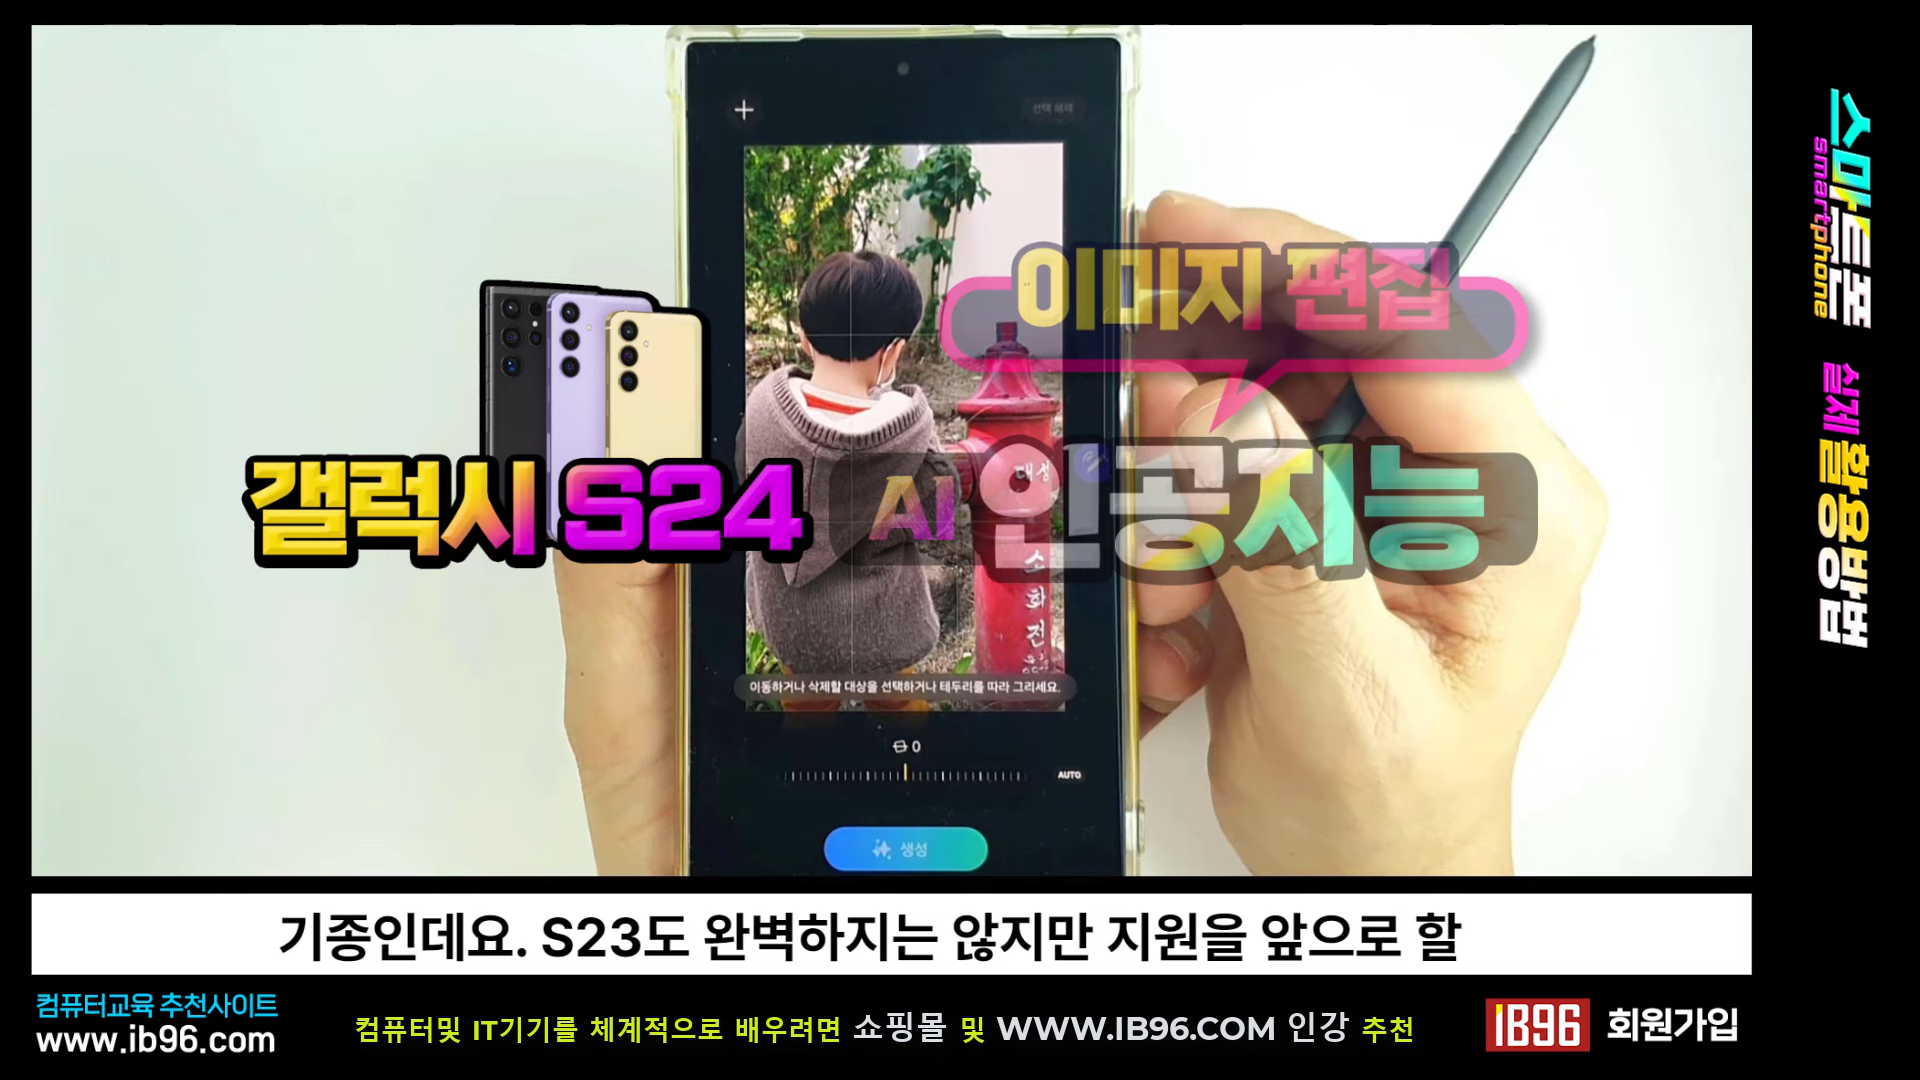 선택 해제
이미지 편집
갤럭시 S24
AI 인공지능
대성
소
화
전
이동하거나 삭제할 대상을 선택하거나 테두리를 따라 그리세요.
0
AUTO
생성
기종인데요. S23도 완벽하지는 않지만 지원을 앞으로 할
컴퓨터교육 추천사이트
www.ib96.com
컴퓨터및 IT기기를 체계적으로 배우려면 쇼핑몰 및 WWW.IB96.COM 인강 추천
IB96 회원가입
스마트폰 실제 활용방법
smartphone